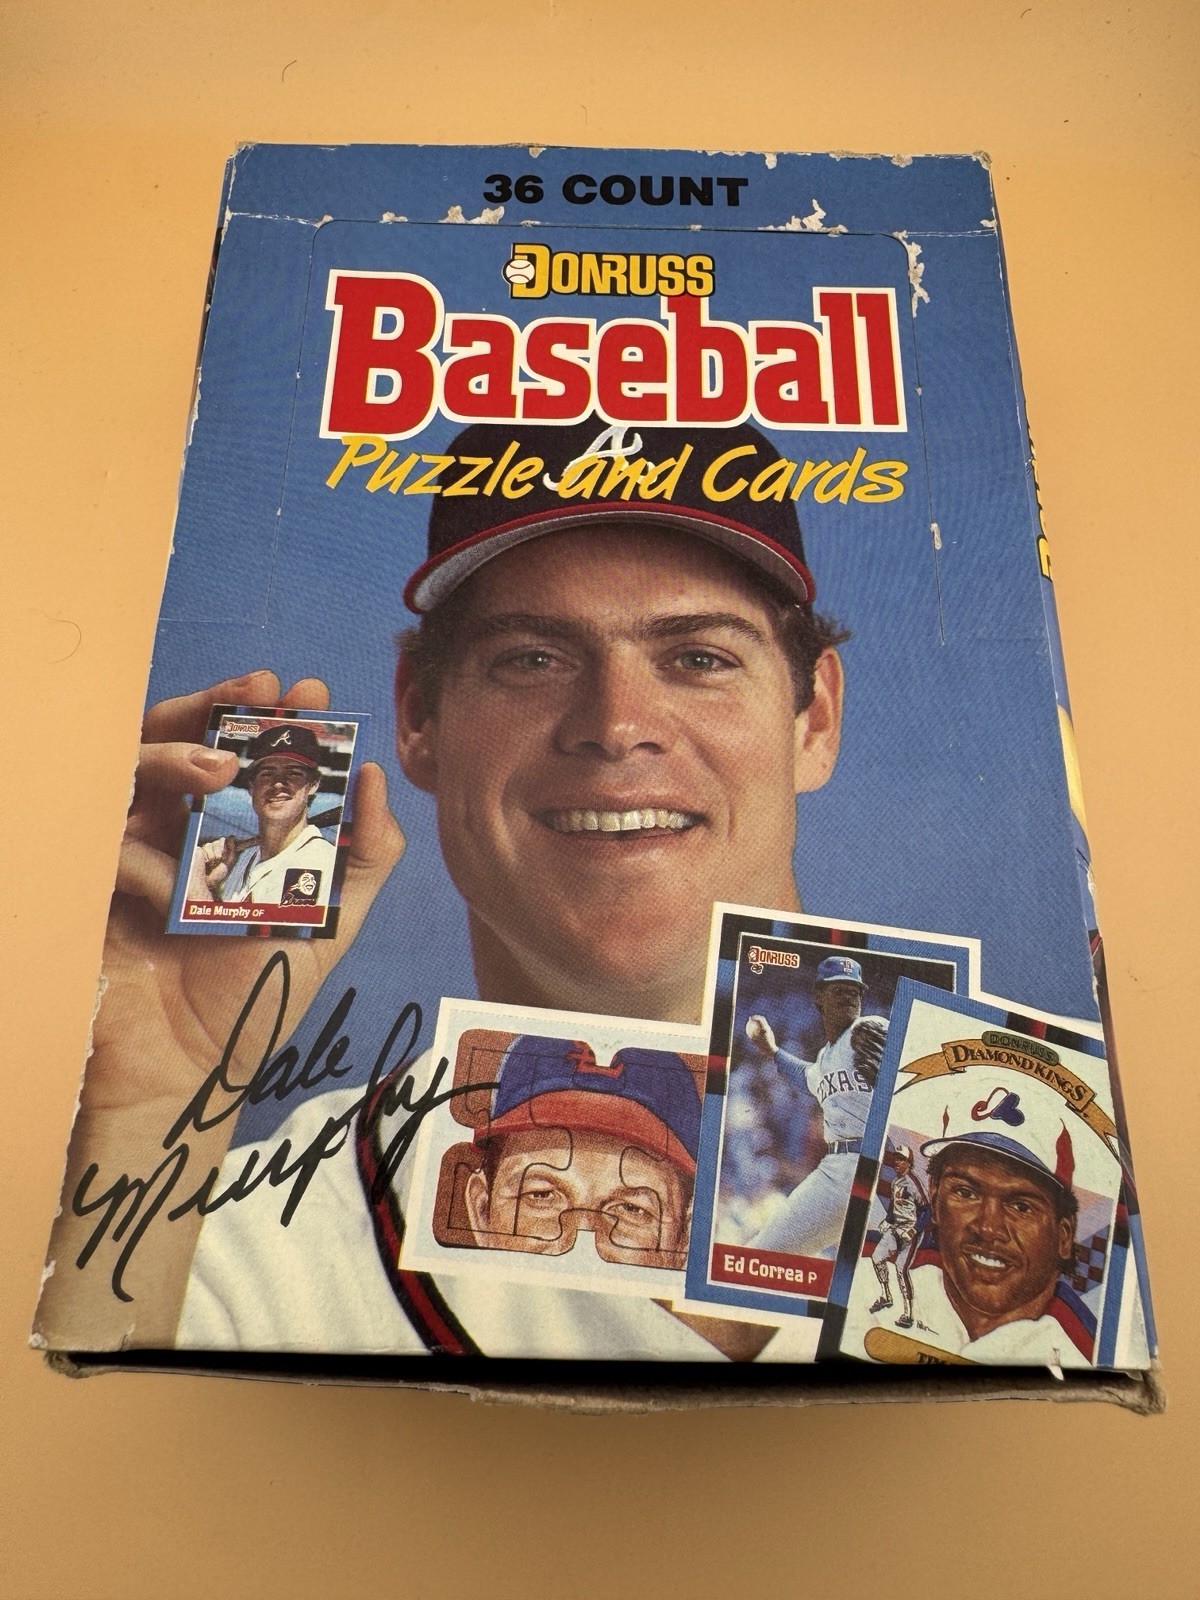 36 COUNT
DONRUSS
Baseball
Puzzle and Cards
DONRUSS
Braves
Dale Murphy OF
Dale
Murphy
DONRUSS
TEXAS
Ed Correa P
DONRUSS
DIAMOND KINGS